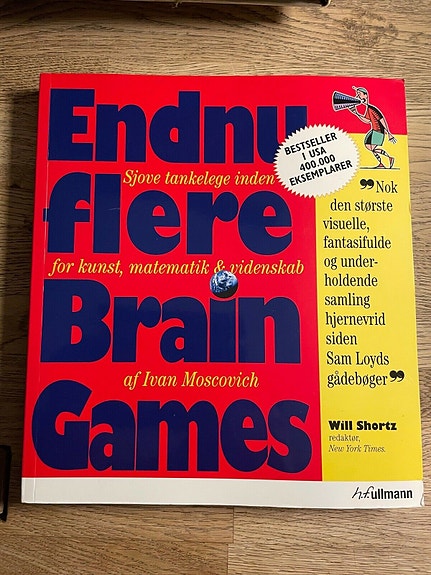 Endnu
Sjove tankelege inden-
flere
for kunst, matematik & videnskab
Brain
af Ivan Moscovich
Games
BESTSELLER
I USA
400.000
EKSEMPLARER
”Nok
den største
visuelle,
fantasifulde
og under-
holdende
samling
hjernevrid
siden
Sam Loyds
gådebøger”
Will Shortz
redaktør,
New York Times.
h.f.ullmann